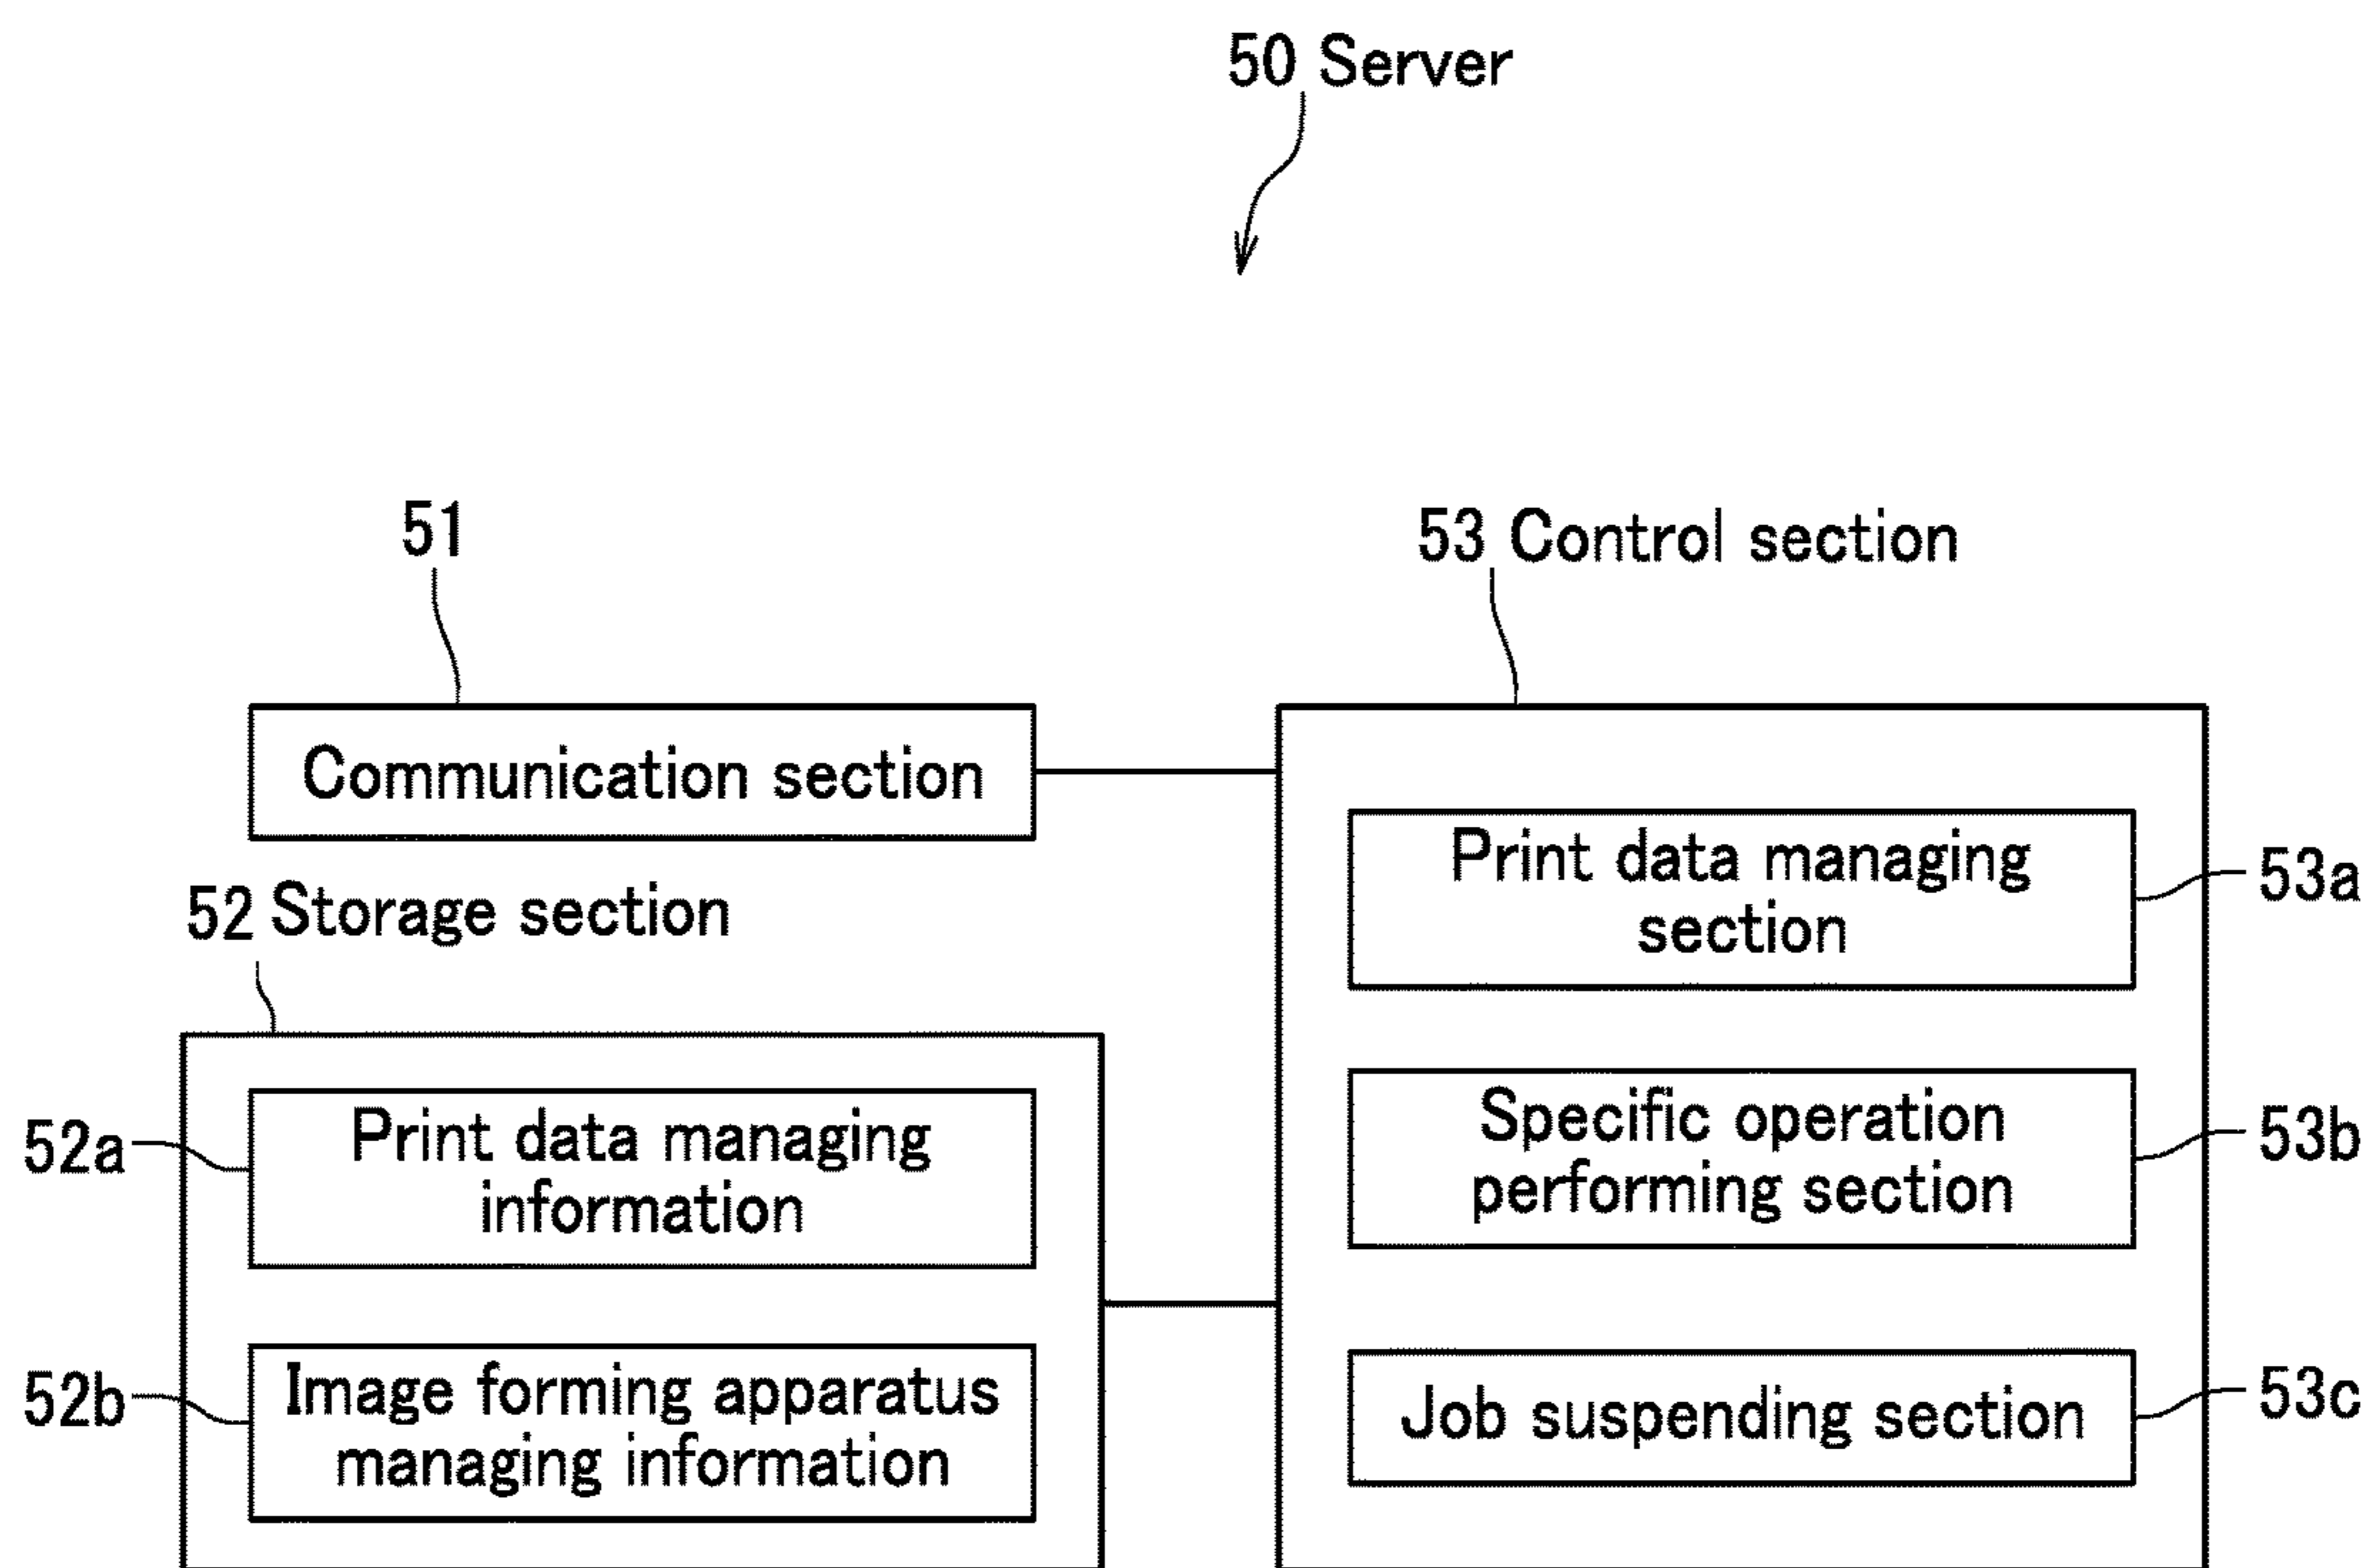 50 Server
51
53 Control section
Communication section
Print data managing
section
53a
52 Storage section
52a
Print data managing
information
Specific operation
performing section
53b
52b
Image forming apparatus
managing information
Job suspending section
53c